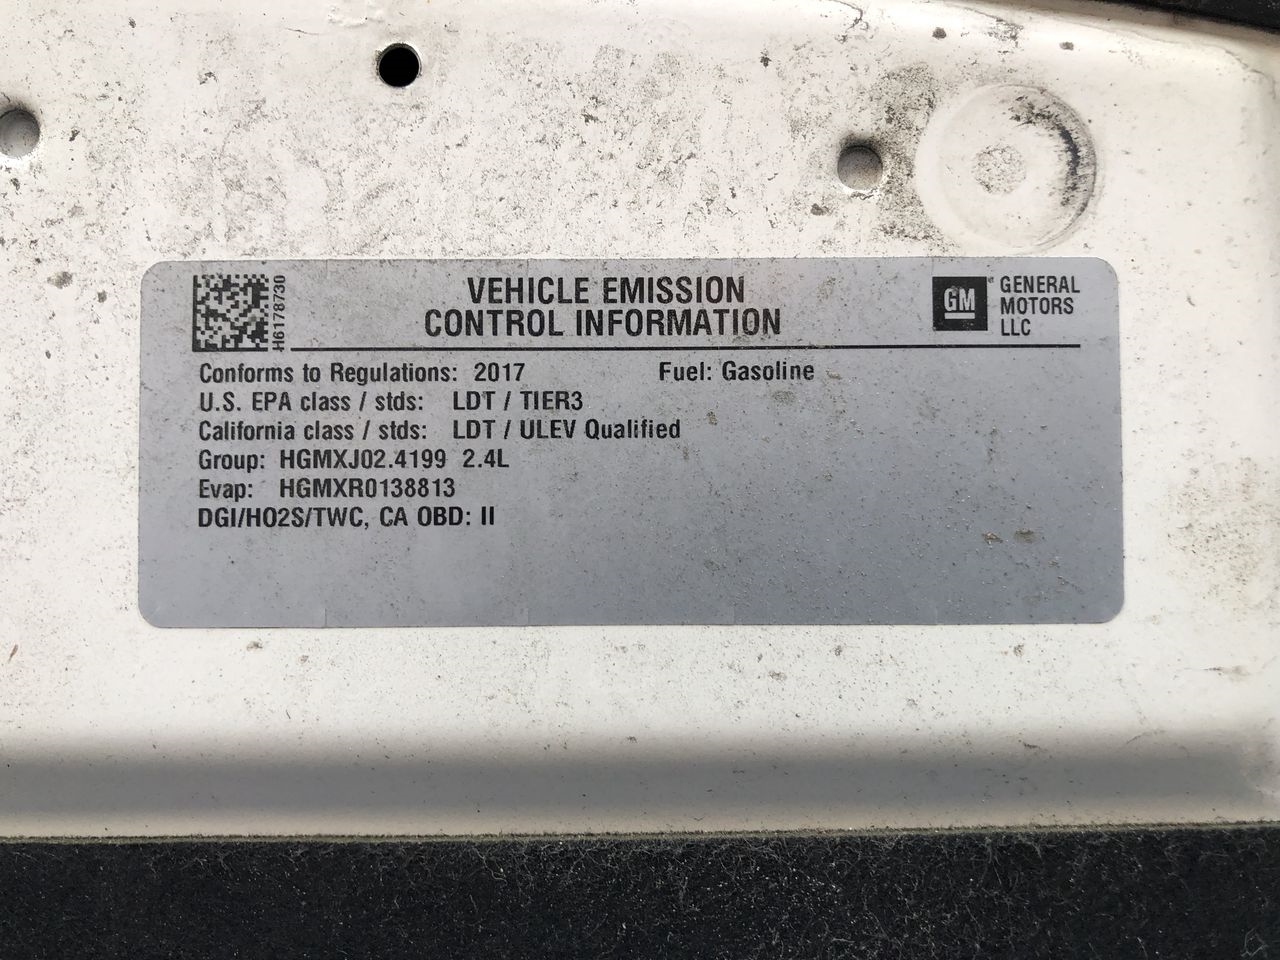 H6178730
VEHICLE EMISSION
CONTROL INFORMATION
GM
GENERAL
MOTORS
LLC
Conforms to Regulations: 2017 Fuel: Gasoline
U.S. EPA class / stds: LDT / TIER3
California class / stds: LDT / ULEV Qualified
Group: HGMXJ02.4199 2.4L
Evap: HGMXR0138813
DGI/HO2S/TWC, CA OBD: II